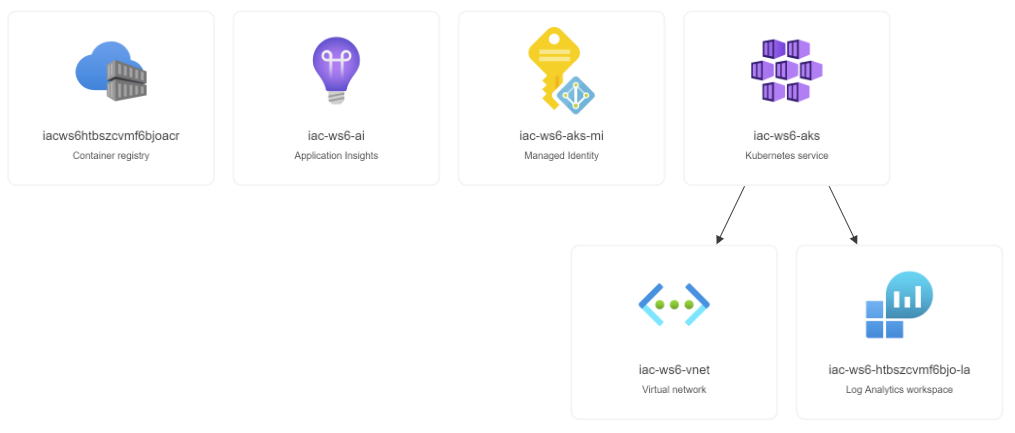 iacws6htbszcvmf6bjoacr
Container registry
iac-ws6-ai
Application Insights
iac-ws6-aks-mi
Managed Identity
iac-ws6-aks
Kubernetes service
iac-ws6-vnet
Virtual network
iac-ws6-htbszcvmf6bjo-la
Log Analytics workspace